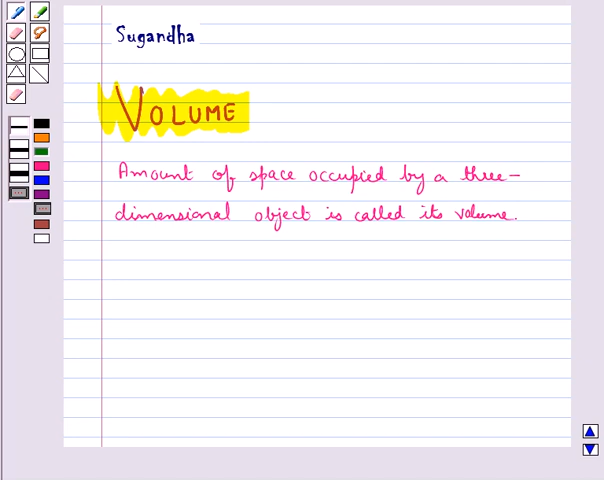 Sugandha
VOLUME
Amount of space occupied by a three-
dimensional object is called its volume.